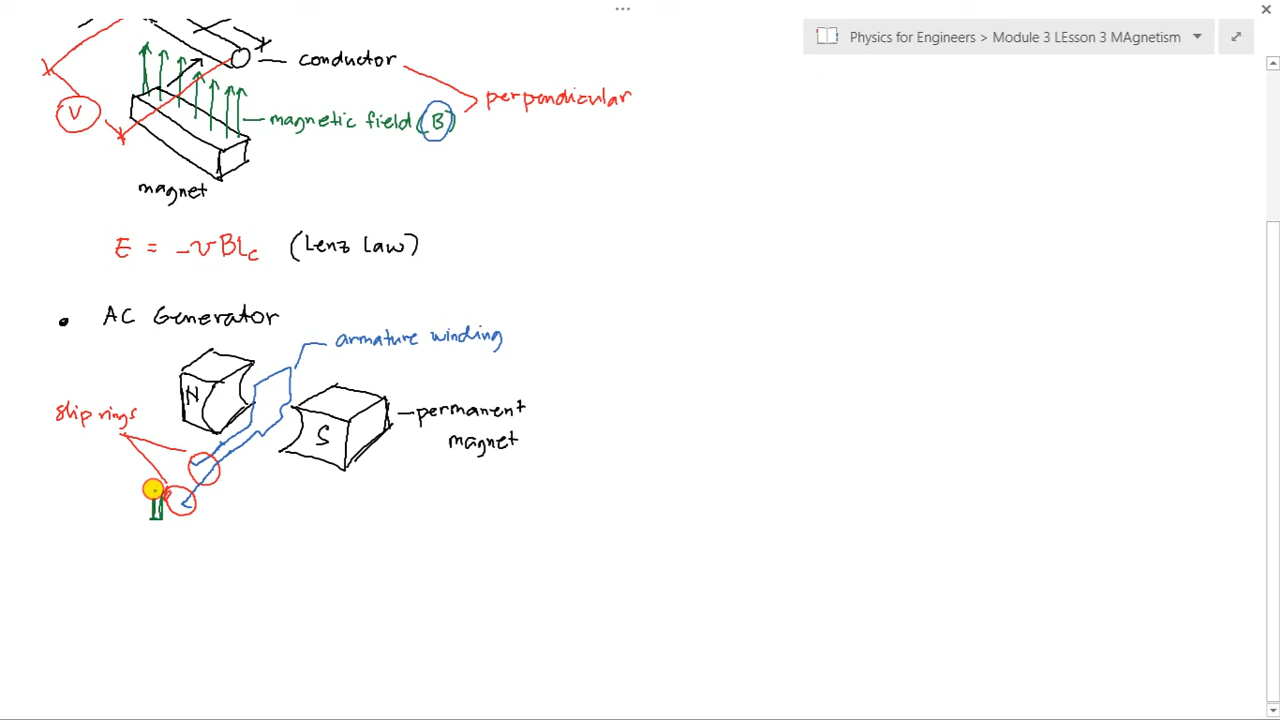 Physics for Engineers > Module 3 LEsson 3 MAgnetism
conductor
perpendicular
V
magnetic field (B)
magnet
E = -vBLc (Lenz Law)
• AC Generator
armature winding
N
slip rings
permanent
magnet
S